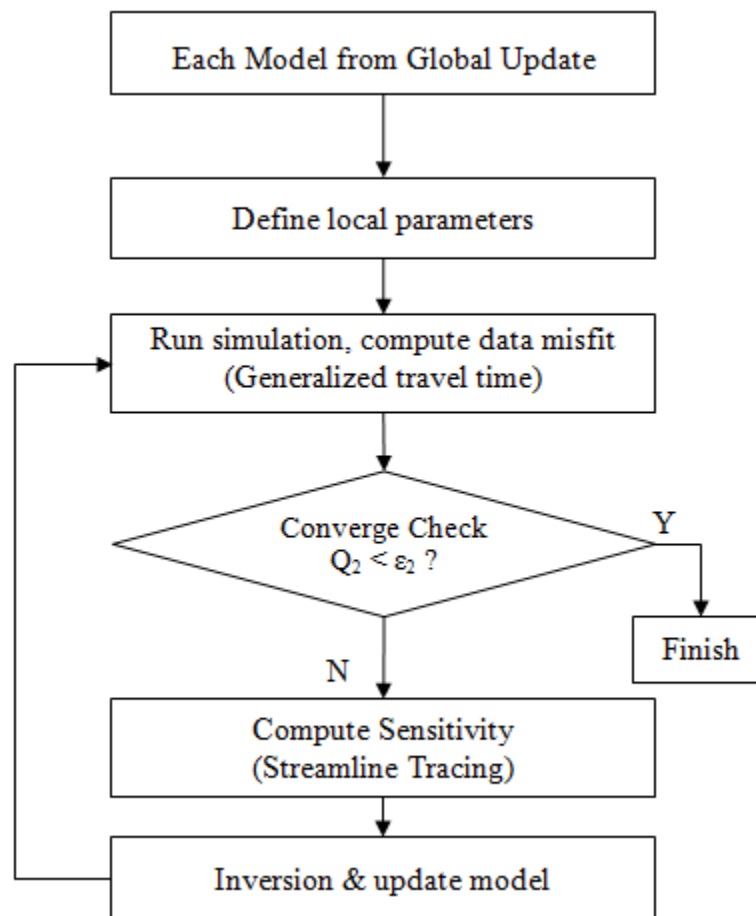 Each Model from Global Update
Define local parameters
Run simulation, compute data misfit
(Generalized travel time)
Converge Check
Q₂ < ε₂ ?
Y
Finish
N
Compute Sensitivity
(Streamline Tracing)
Inversion & update model